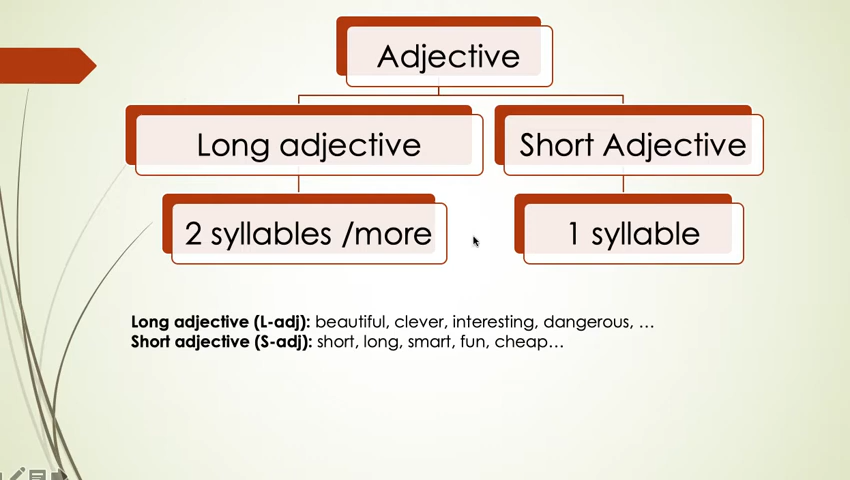 Adjective
Long adjective
Short Adjective
2 syllables /more
1 syllable
Long adjective (L-adj): beautiful, clever, interesting, dangerous, …
Short adjective (S-adj): short, long, smart, fun, cheap…